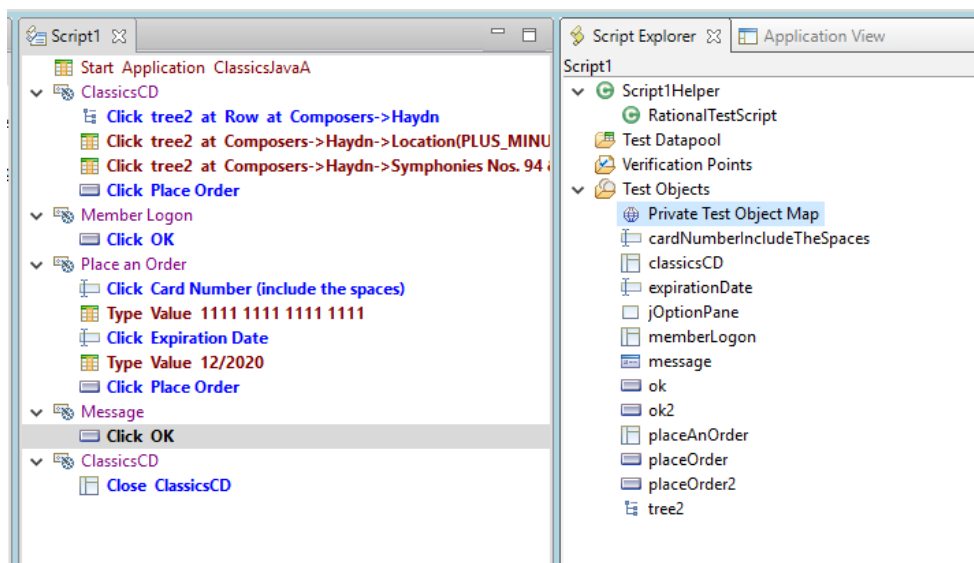 Script1
Start Application ClassicsJavaA
ClassicsCD
Click tree2 at Row at Composers->Haydn
Click tree2 at Composers->Haydn->Location(PLUS_MINU
Click tree2 at Composers->Haydn->Symphonies Nos. 94
Click Place Order
Member Logon
Click OK
Place an Order
Click Card Number (include the spaces)
Type Value 1111 1111 1111 1111
Click Expiration Date
Type Value 12/2020
Click Place Order
Message
Click OK
ClassicsCD
Close ClassicsCD
Script Explorer
Application View
Script1
Script1Helper
RationalTestScript
Test Datapool
Verification Points
Test Objects
Private Test Object Map
cardNumberIncludeTheSpaces
classicsCD
expirationDate
jOptionPane
memberLogon
message
ok
ok2
placeAnOrder
placeOrder
placeOrder2
tree2